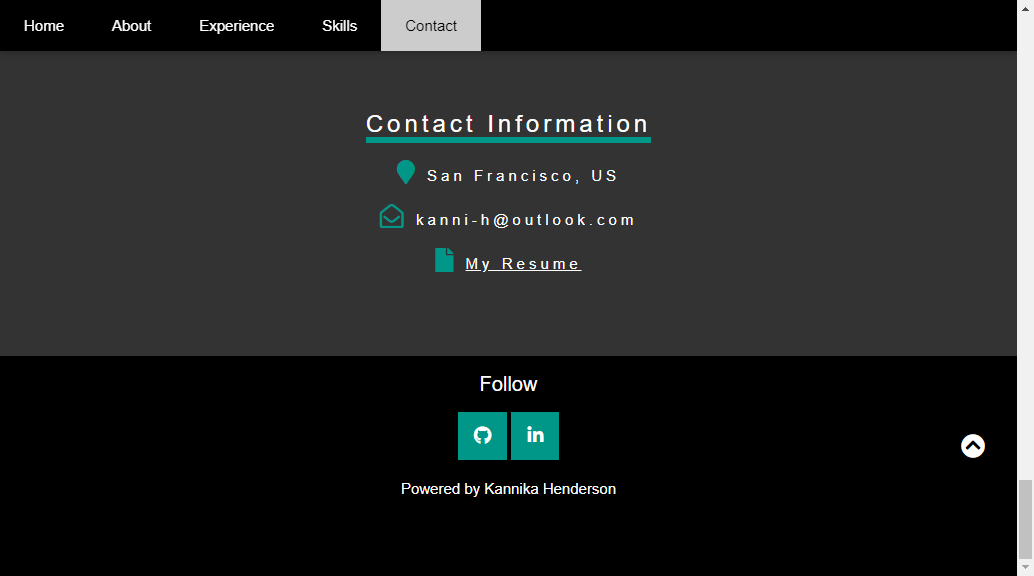 Home About Experience Skills Contact
Contact Information
San Francisco, US
kanni-h@outlook.com
My Resume
Follow
in
Powered by Kannika Henderson